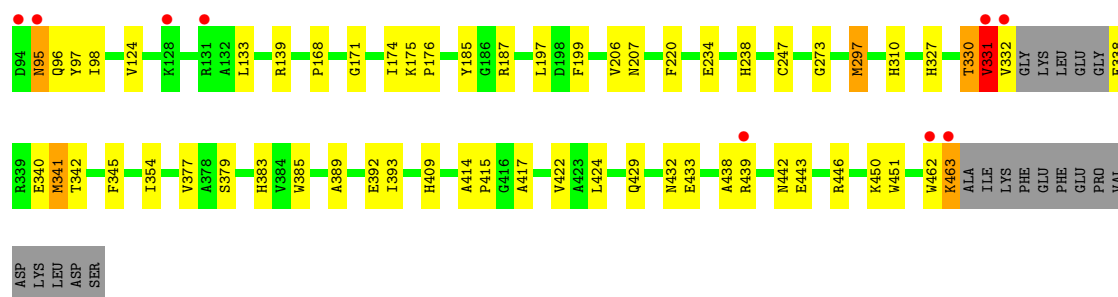 D94 N95 Q96 Y97 I98 V124 K128 R131 A132 L133 R139 P168 G171 I174 K175 P176 Y185 G186 R187 L197 D198 F199 V206 N207 F220 E234 H238 C247 G273 M297 H310 H327 T330 V331 V332 GLY LYS LEU GLU GLY
R339 E340 M341 T342 F345 I354 V377 A378 S379 H383 V384 W385 A389 E392 I393 H409 A414 P415 G416 A417 V422 A423 L424 Q429 N432 E433 A438 R439 N442 E443 R446 K450 W451 W462 K463 ALA ILE LYS PHE GLU PHE GLU PRO VAL
ASP LYS LEU ASP SER